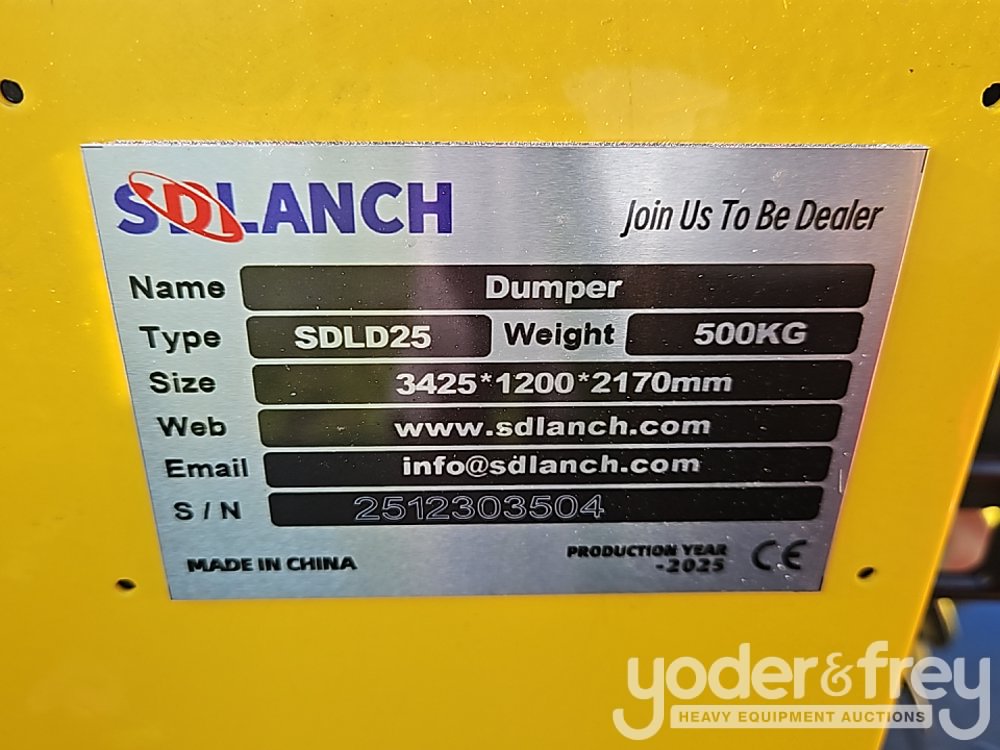 SDLANCH
Join Us To Be Dealer
Name Dumper
Type SDLD25 Weight 500KG
Size 3425*1200*2170mm
Web www.sdlanch.com
Email info@sdlanch.com
S / N 2512303504
MADE IN CHINA
PRODUCTION YEAR
-2025
CE
yoder&frey
HEAVY EQUIPMENT AUCTIONS